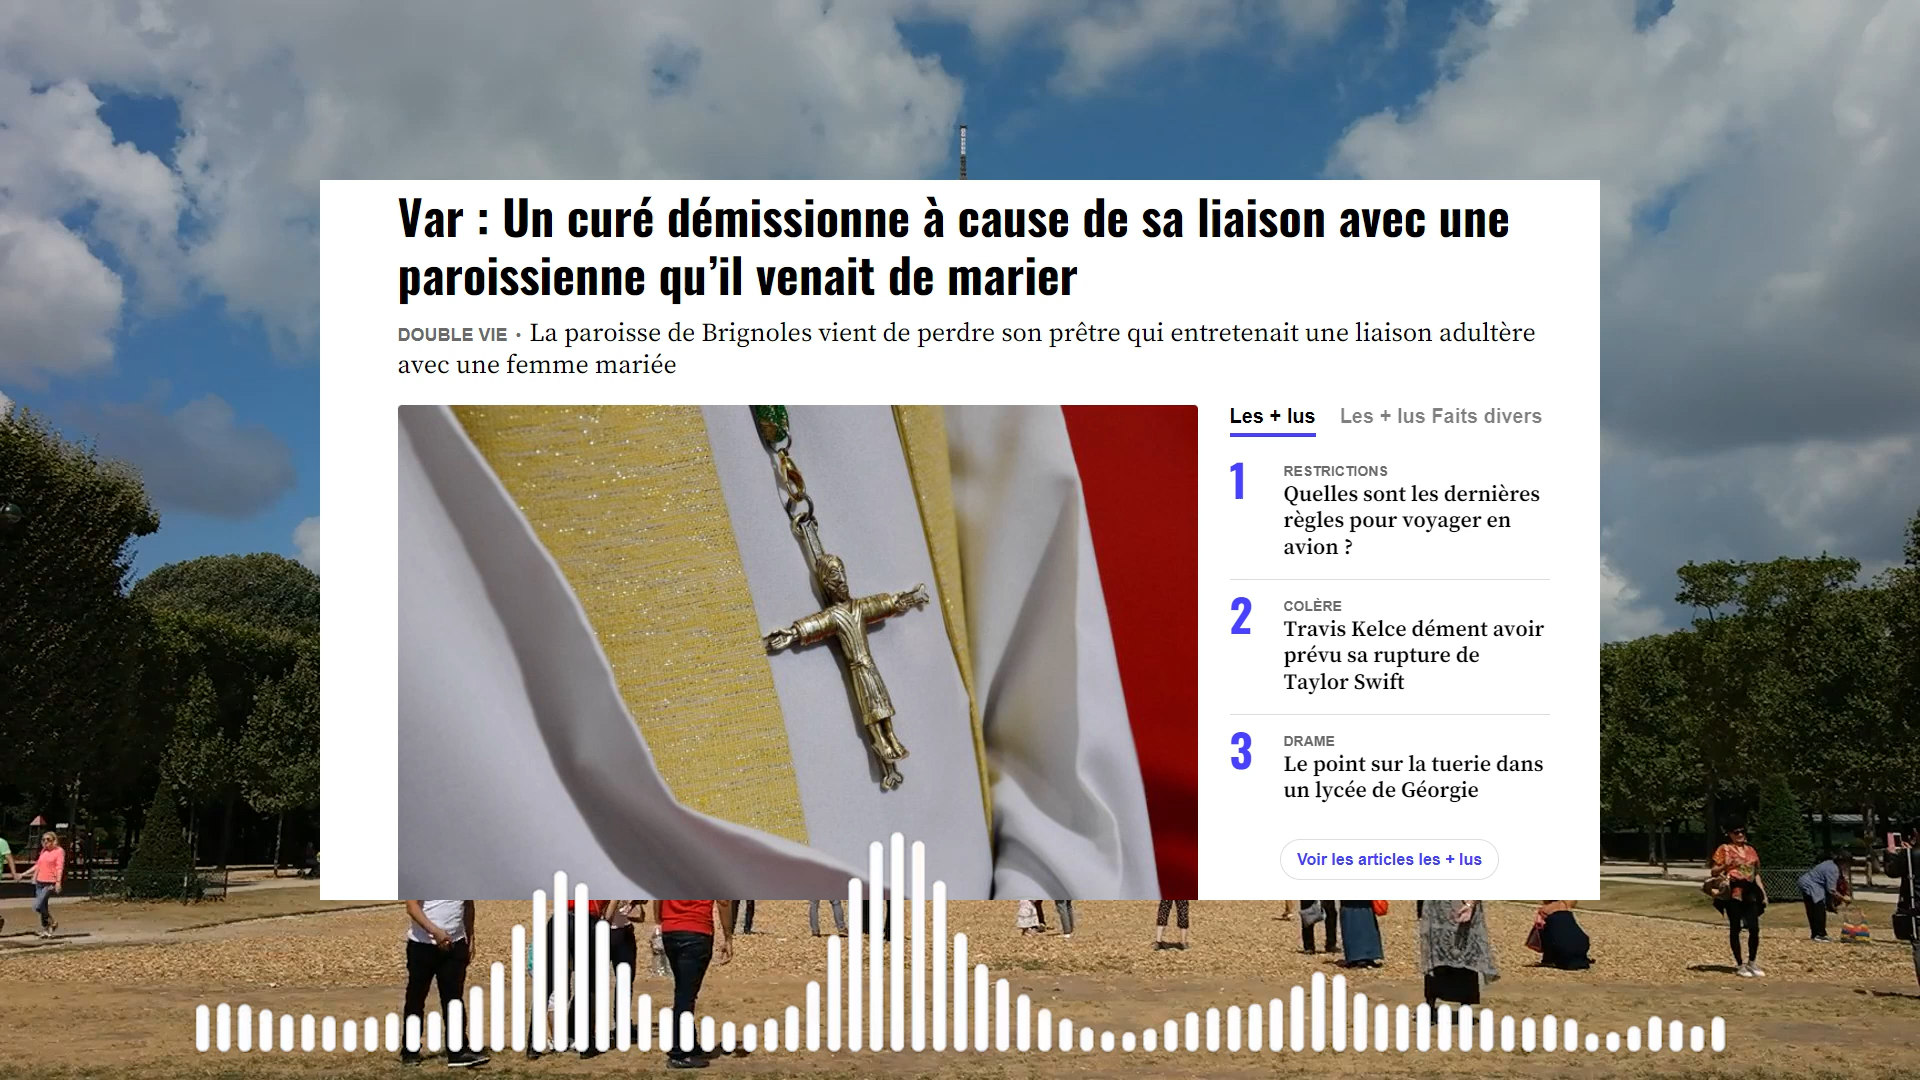 Var : Un curé démissionne à cause de sa liaison avec une
paroissienne qu’il venait de marier
DOUBLE VIE • La paroisse de Brignoles vient de perdre son prêtre qui entretenait une liaison adultère
avec une femme mariée
Les + lus
Les + lus Faits divers
1
RESTRICTIONS
Quelles sont les dernières
règles pour voyager en
avion ?
2
COLÈRE
Travis Kelce dément avoir
prévu sa rupture de
Taylor Swift
3
DRAME
Le point sur la tuerie dans
un lycée de Géorgie
Voir les articles les + lus